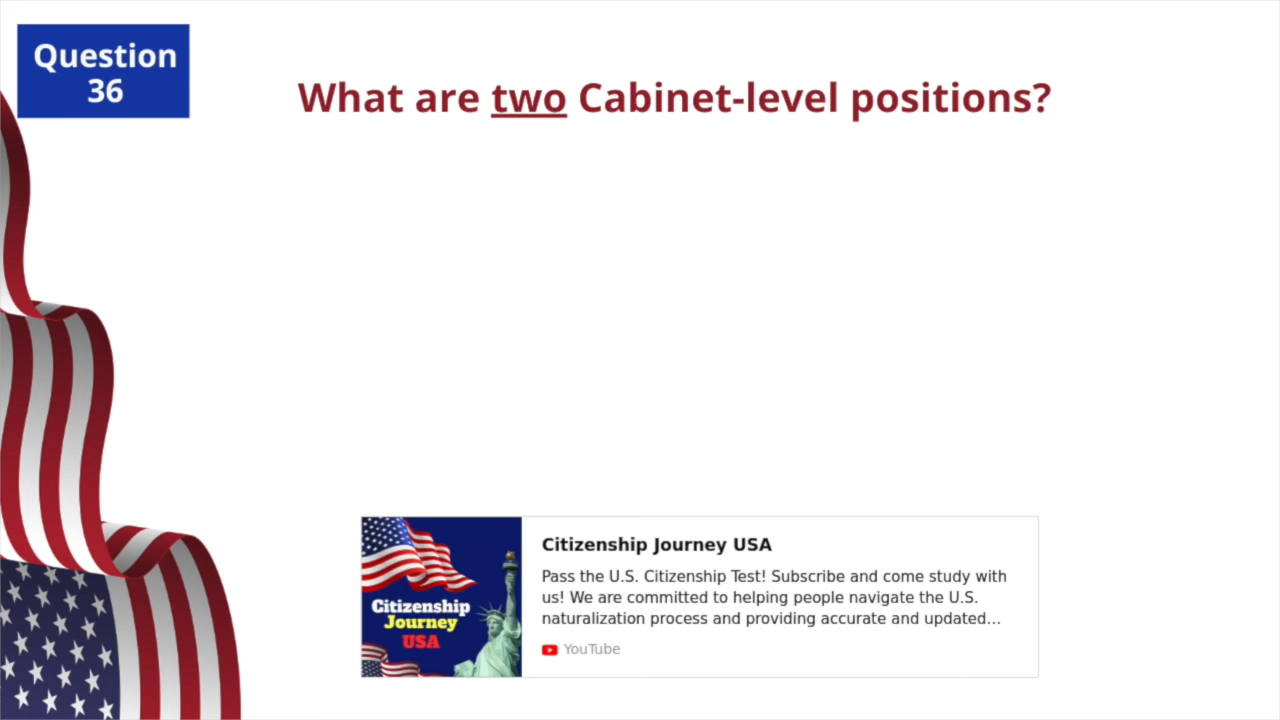 Question
36
What are two Cabinet-level positions?
Citizenship Journey USA
Pass the U.S. Citizenship Test! Subscribe and come study with
us! We are committed to helping people navigate the U.S.
naturalization process and providing accurate and updated...
YouTube
Citizenship
Journey
USA